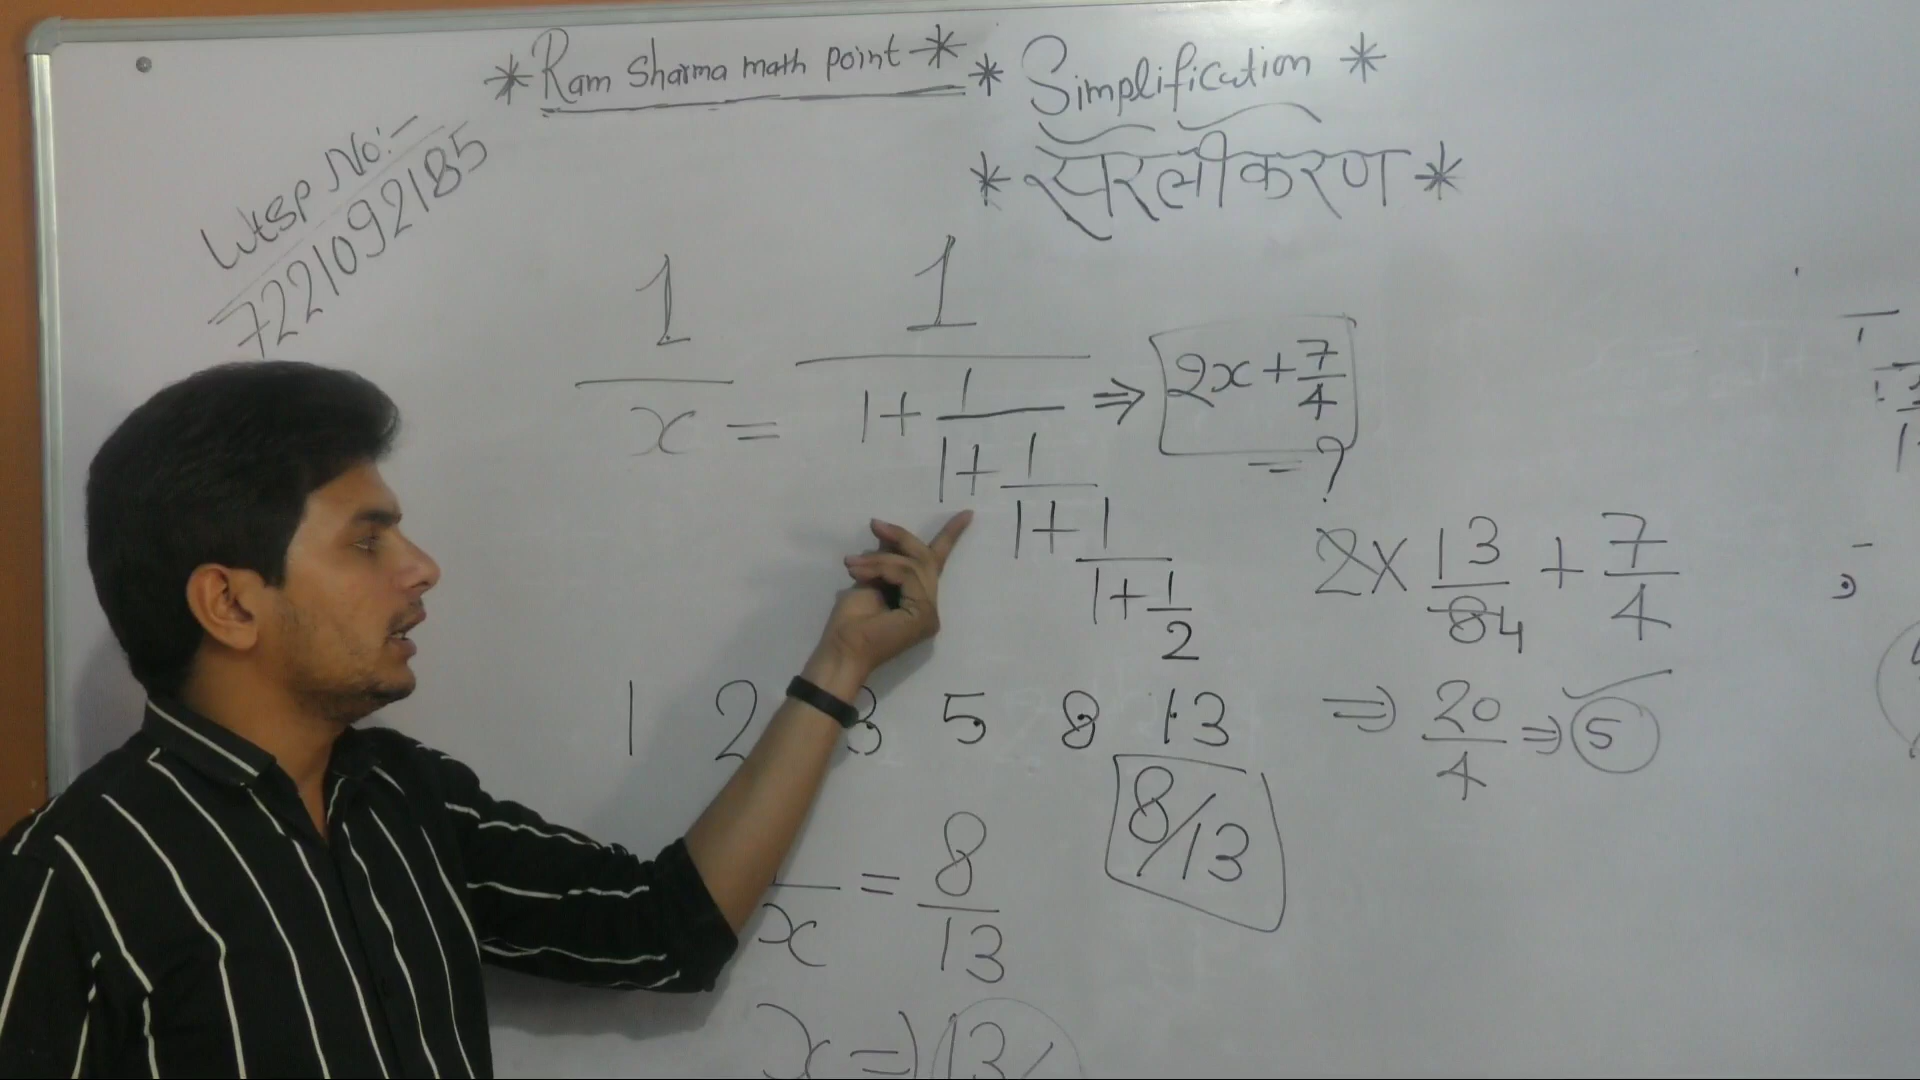 *Ram Sharma math point*
* Simplification *
* सरलीकरण *
Wtsp No:-
7221092185
1/x = 1/(1+1/(1+1/(1+1/(1+1/2)))) ⇒ 2x+7/4
= ?
2× 13/8 4 + 7/4
⇒ 20/4 ⇒ 5
1 2 3 5 8 13
8/13
x = 8/13
x ⇒ 13/